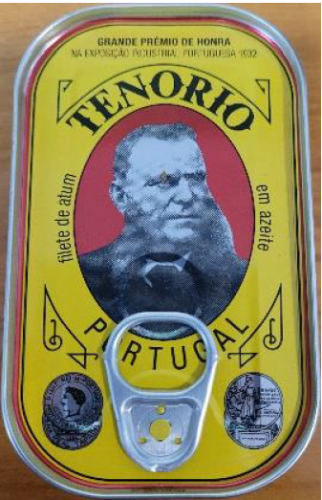 GRANDE PRÉMIO DE HONRA
NA EXPOSIÇÃO INDUSTRIAL PORTUGUESA 1932
TENORIO
filete de atum
em azeite
PORTUGAL